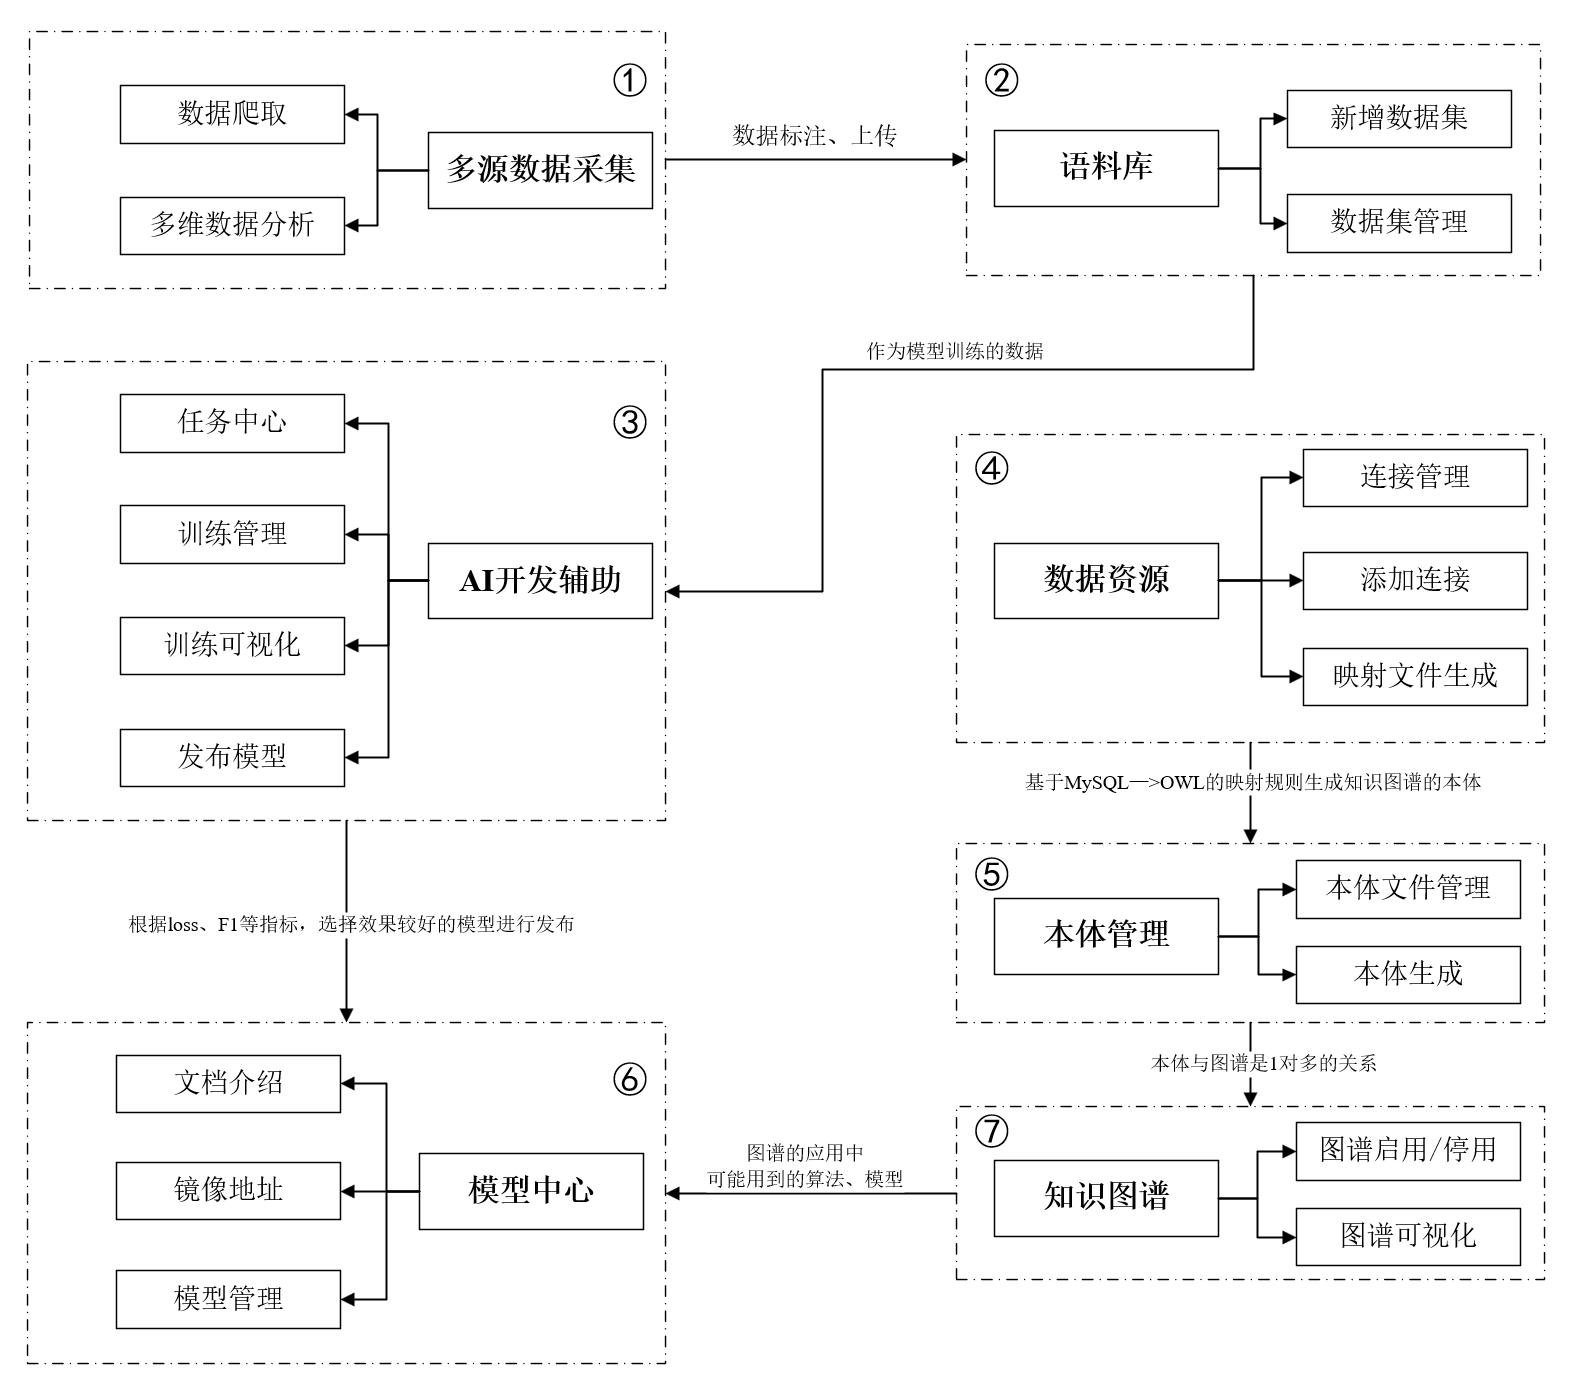 ①
数据爬取
多源数据采集
多维数据分析
数据标注、上传
②
新增数据集
语料库
数据集管理
作为模型训练的数据
③
任务中心
训练管理
AI开发辅助
训练可视化
发布模型
④
连接管理
数据资源
添加连接
映射文件生成
基于MySQL—>OWL的映射规则生成知识图谱的本体
⑤
本体文件管理
本体管理
本体生成
根据loss、F1等指标，选择效果较好的模型进行发布
本体与图谱是1对多的关系
⑥
文档介绍
模型中心
镜像地址
模型管理
图谱的应用中
可能用到的算法、模型
⑦
图谱启用/停用
知识图谱
图谱可视化